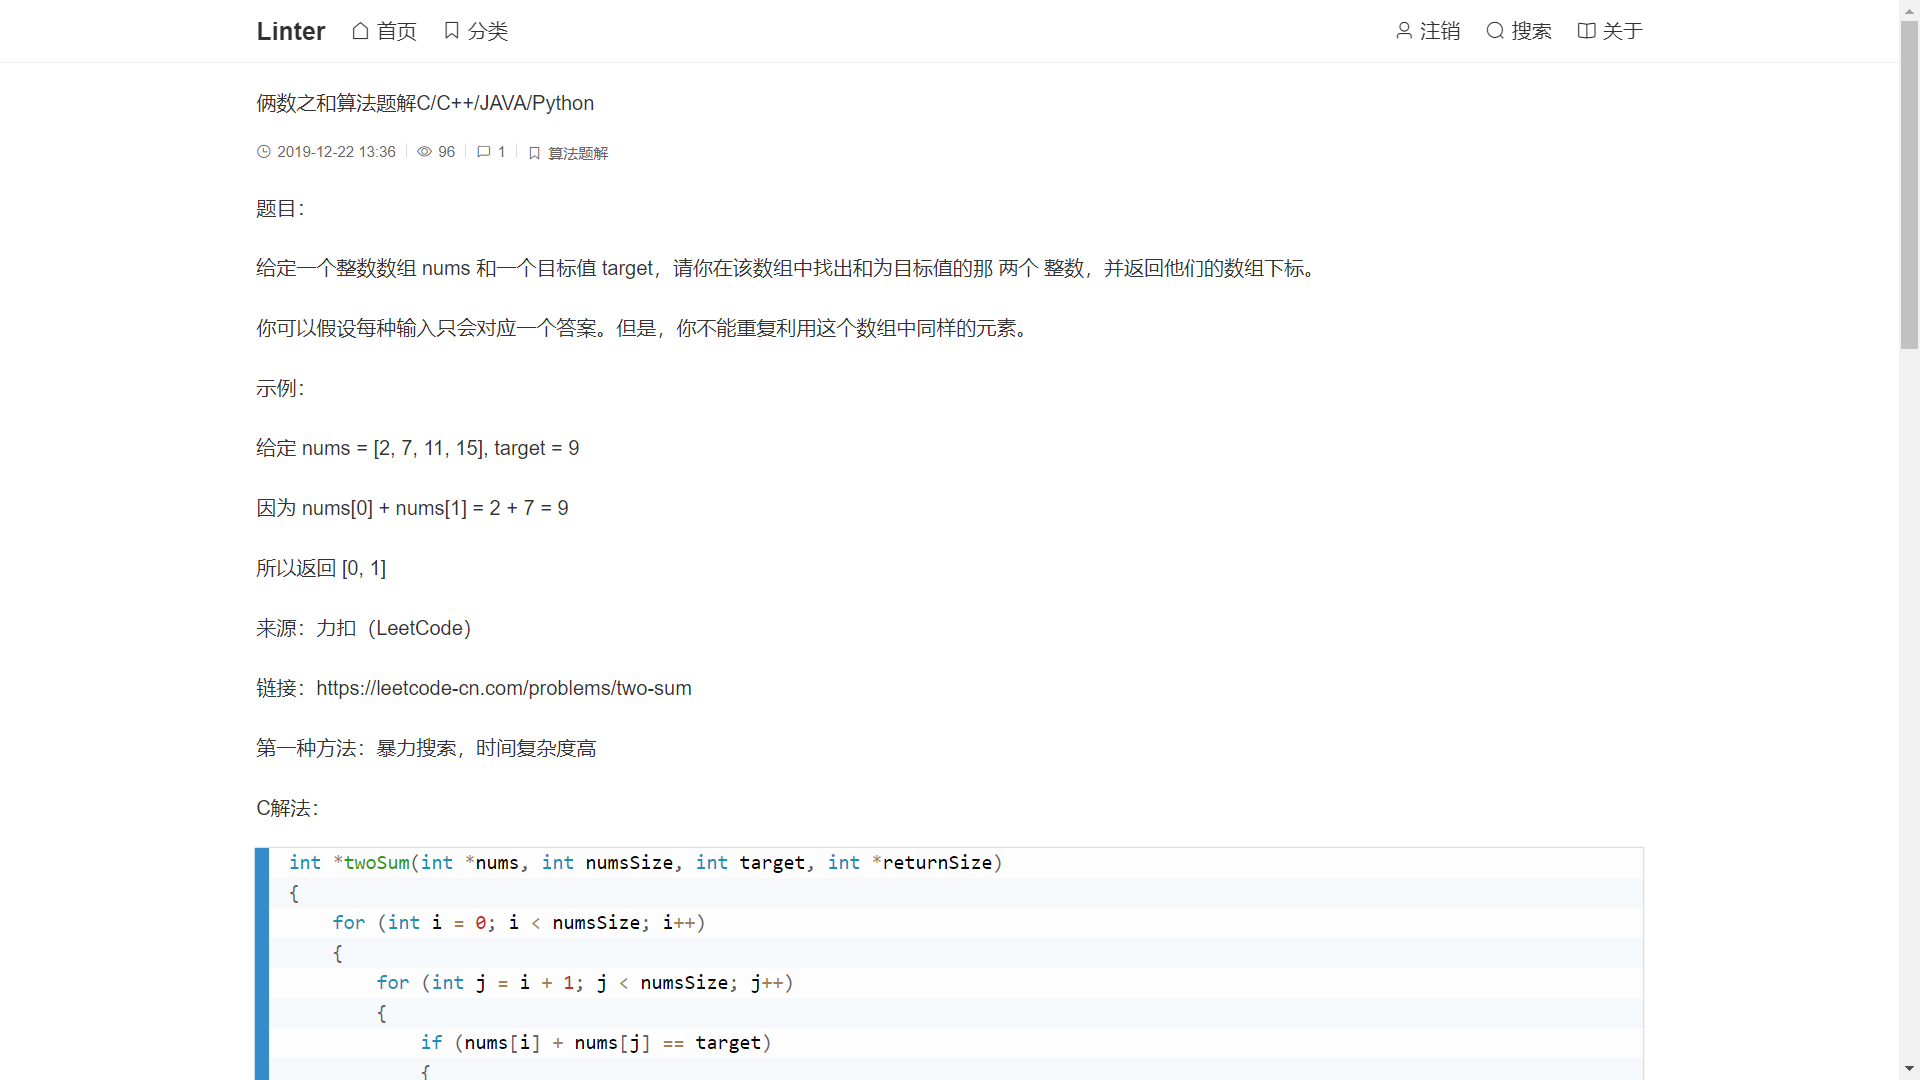 Linter 首页 分类 注销 搜索 关于
俩数之和算法题解C/C++/JAVA/Python
2019-12-22 13:36 96 1 算法题解
题目：
给定一个整数数组 nums 和一个目标值 target，请你在该数组中找出和为目标值的那 两个 整数，并返回他们的数组下标。
你可以假设每种输入只会对应一个答案。但是，你不能重复利用这个数组中同样的元素。
示例：
给定 nums = [2, 7, 11, 15], target = 9
因为 nums[0] + nums[1] = 2 + 7 = 9
所以返回 [0, 1]
来源：力扣（LeetCode）
链接：https://leetcode-cn.com/problems/two-sum
第一种方法：暴力搜索，时间复杂度高
C解法：
int *twoSum(int *nums, int numsSize, int target, int *returnSize)
{
    for (int i = 0; i < numsSize; i++)
    {
        for (int j = i + 1; j < numsSize; j++)
        {
            if (nums[i] + nums[j] == target)
            {